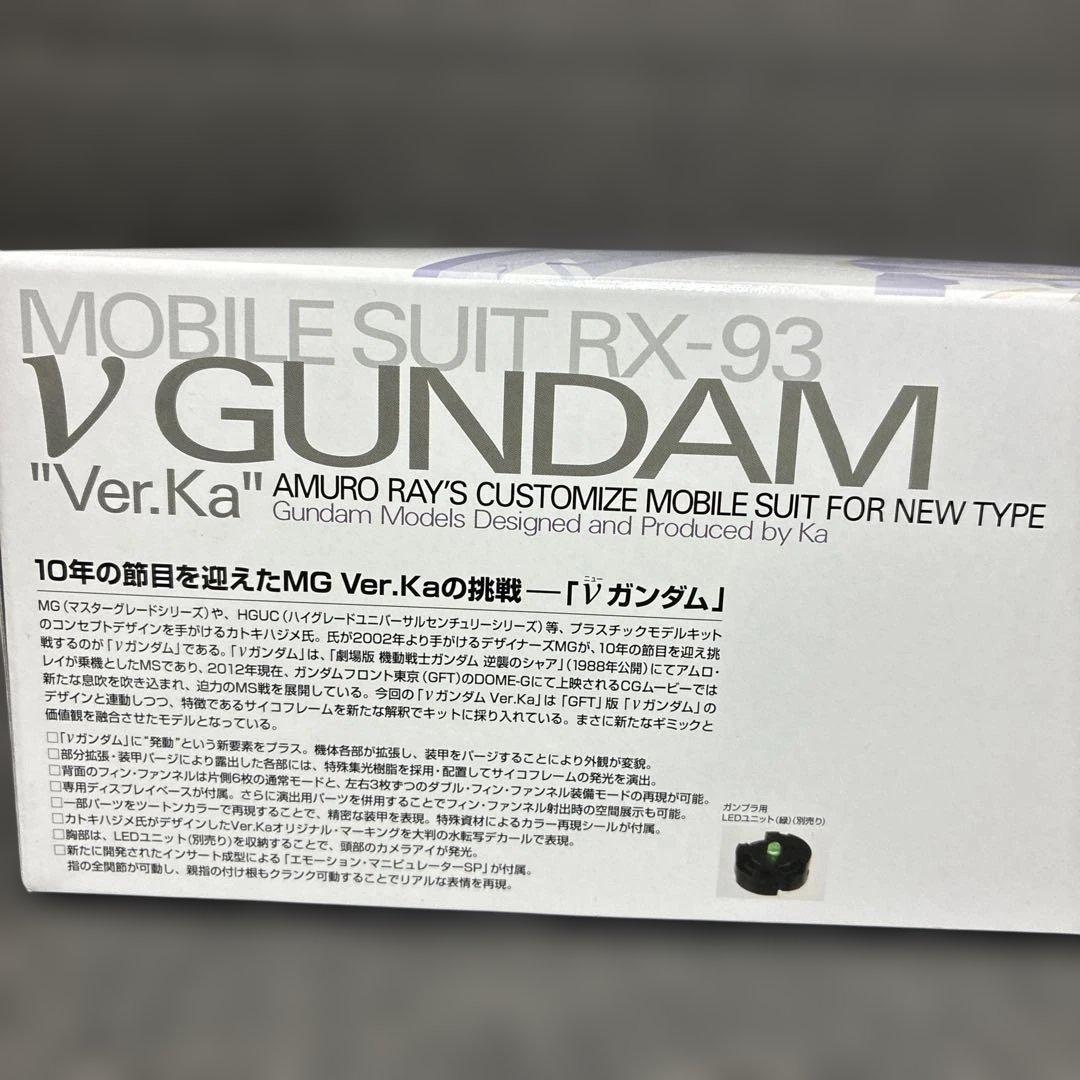 MOBILE SUIT RX-93
ν GUNDAM
"Ver.Ka" AMURO RAY'S CUSTOMIZE MOBILE SUIT FOR NEW TYPE
Gundam Models Designed and Produced by Ka
10年の節目を迎えたMG Ver.Kaの挑戦―「νガンダム」
ニュー
MG(マスターグレードシリーズ)や、HGUC(ハイグレードユニバーサルセンチュリーシリーズ)等、プラスチックモデルキット
のコンセプトデザインを手がけるカトキハジメ氏。氏が2002年より手がけるデザイナーズMGが、10年の節目を迎え挑
戦するのが「νガンダム」である。「νガンダム」は、「劇場版 機動戦士ガンダム 逆襲のシャア」(1988年公開)にてアムロ・
レイが乗機としたMSであり、2012年現在、ガンダムフロント東京(GFT)のDOME-Gにて上映されるCGムービーでは
新たな息吹を吹き込まれ、迫力のMS戦を展開している。今回の「νガンダム Ver.Ka」は「GFT」版「νガンダム」の
デザインと連動しつつ、特徴であるサイコフレームを新たな解釈でキットに採り入れている。まさに新たなギミックと
価値観を融合させたモデルとなっている。
□「νガンダム」に"発動"という新要素をプラス。機体各部が拡張し、装甲をパージすることにより外観が変貌。
□部分拡張・装甲パージにより露出した各部には、特殊集光樹脂を採用・配置してサイコフレームの発光を演出。
□背面のフィン・ファンネルは片側6枚の通常モードと、左右3枚ずつのダブル・フィン・ファンネル装備モードの再現が可能。
□専用ディスプレイベースが付属。さらに演出用パーツを併用することでフィン・ファンネル射出時の空間展示も可能。
□一部パーツをツートンカラーで再現することで、精密な装甲を表現。特殊資材によるカラー再現シールが付属。
□カトキハジメ氏がデザインしたVer.Kaオリジナル・マーキングを大判の水転写デカールで表現。
□胸部は、LEDユニット(別売り)を収納することで、頭部のカメラアイが発光。
□新たに開発されたインサート成型による「エモーション・マニピュレーターSP」が付属。
指の全関節が可動し、親指の付け根もクランク可動することでリアルな表情を再現。
ガンプラ用
LEDユニット(緑)(別売り)